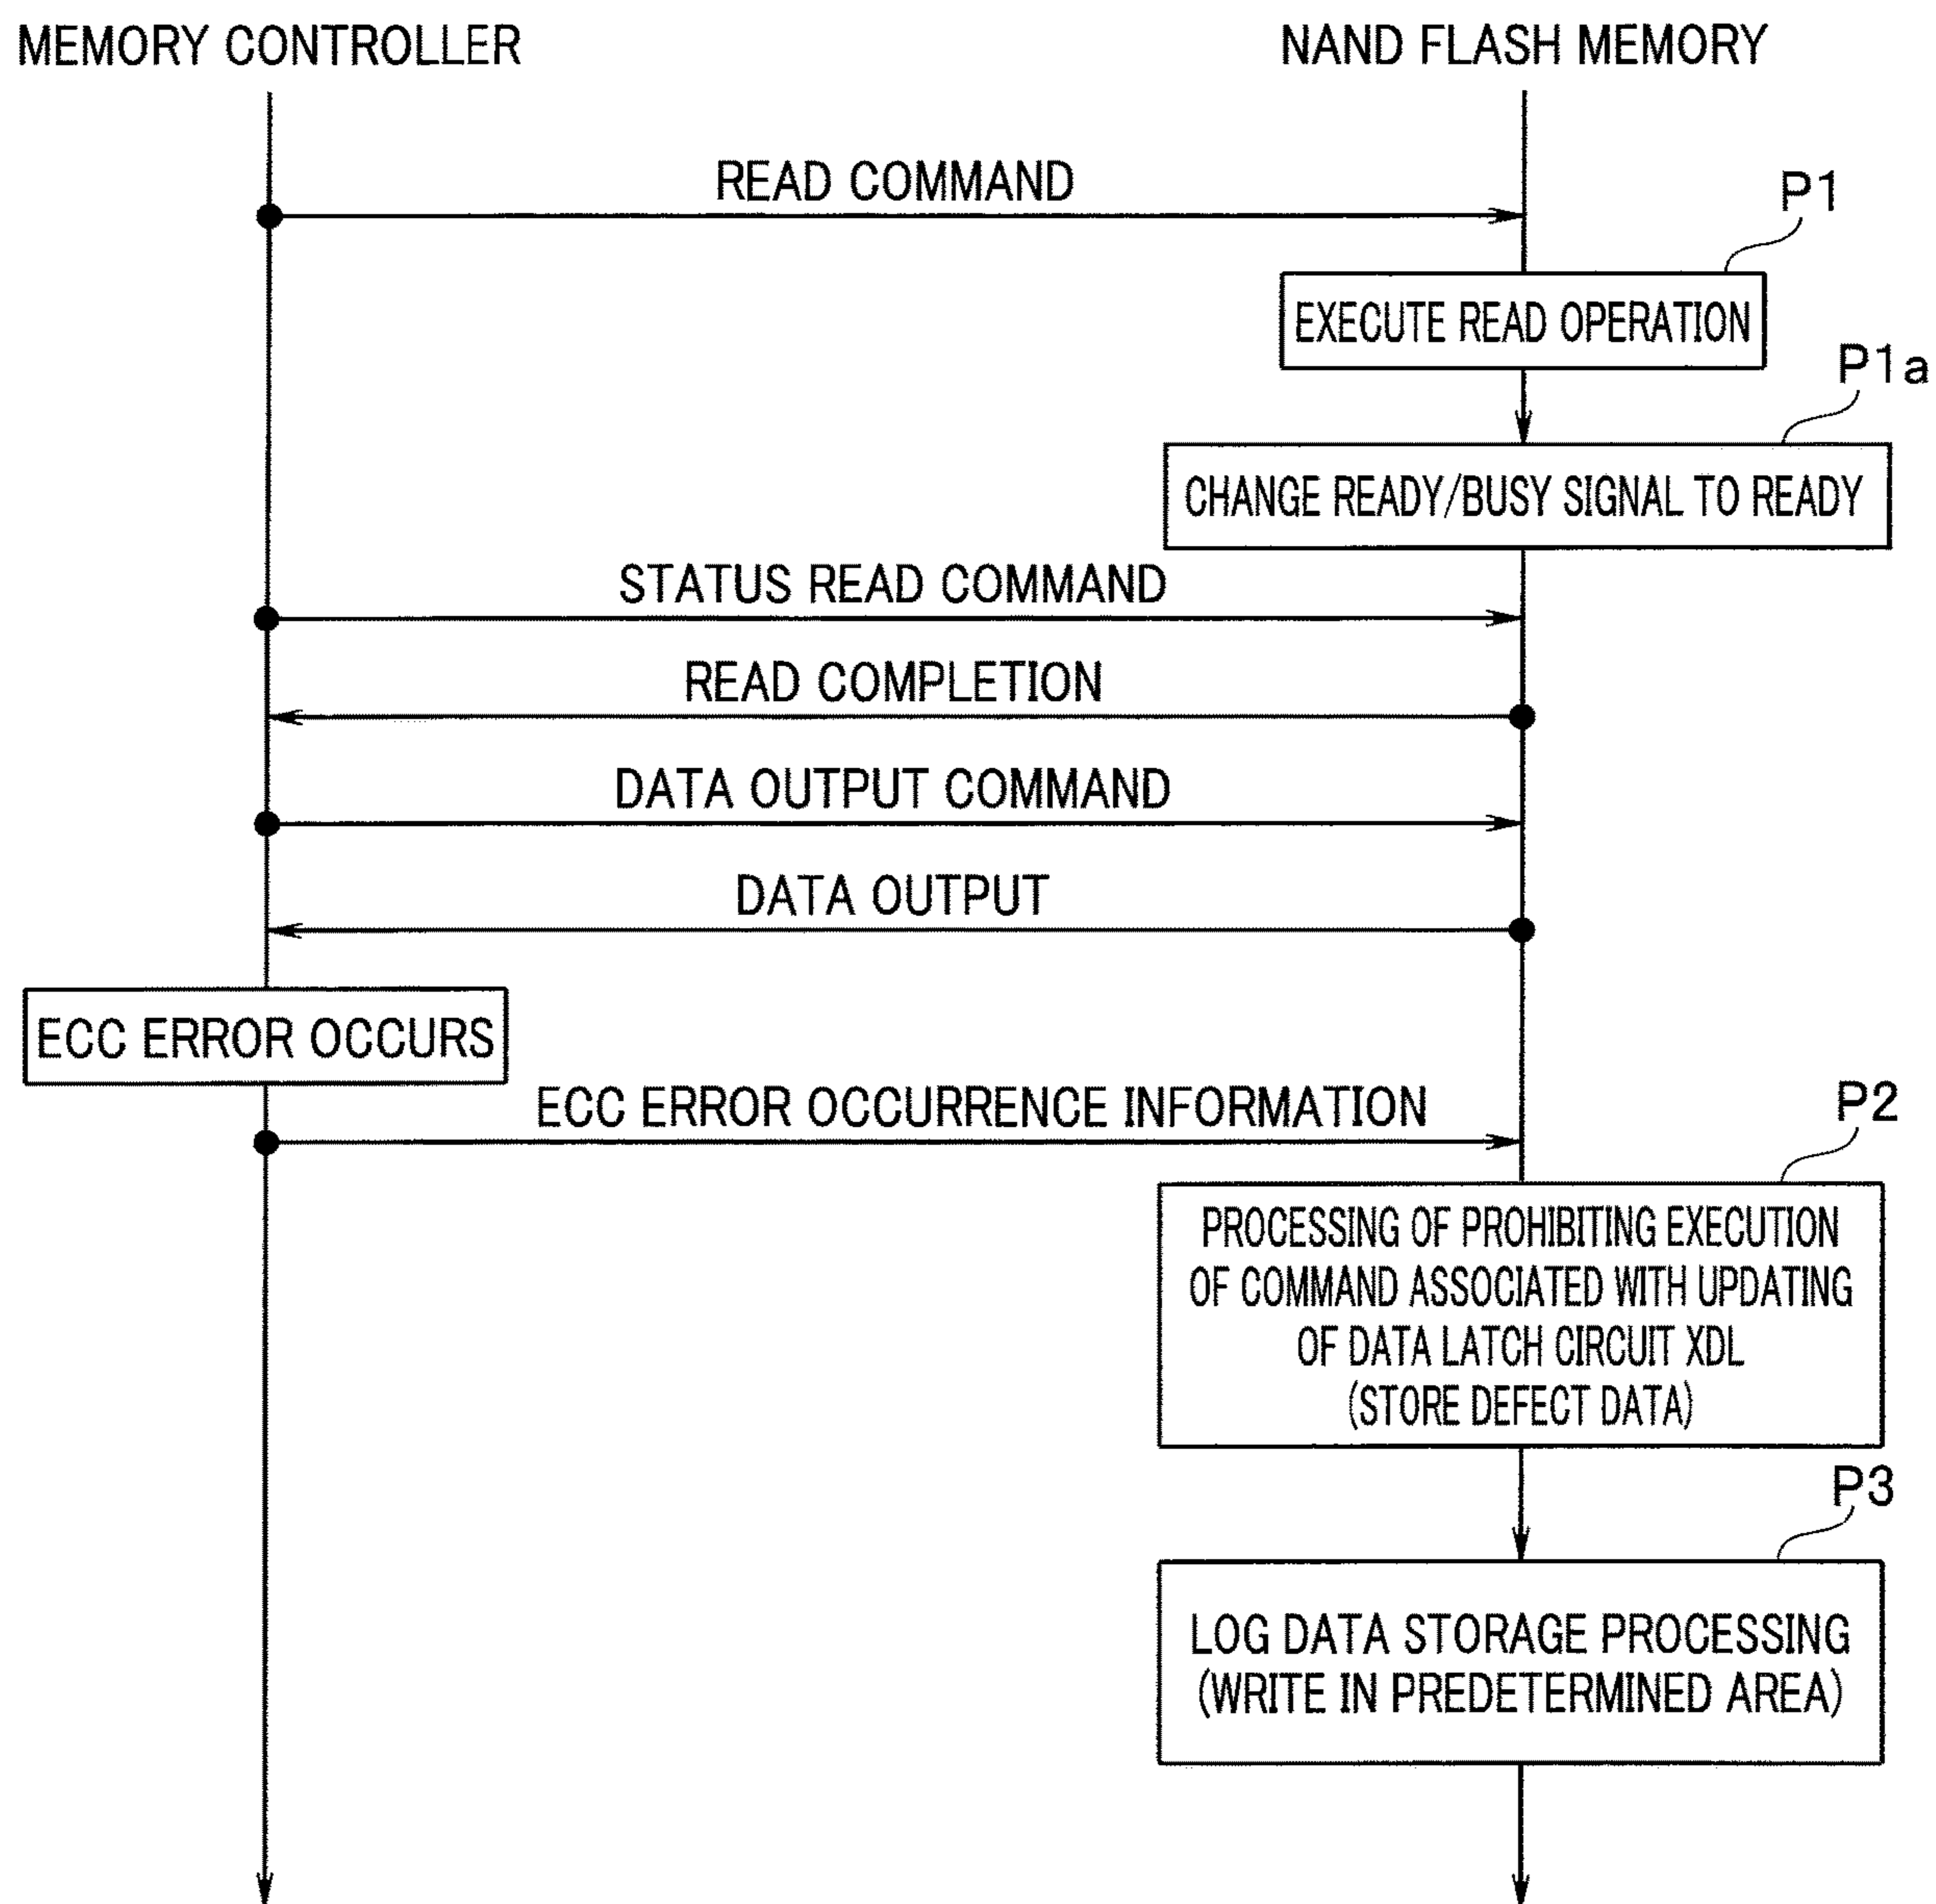 MEMORY CONTROLLER
NAND FLASH MEMORY
READ COMMAND
P1
EXECUTE READ OPERATION
P1a
CHANGE READY/BUSY SIGNAL TO READY
STATUS READ COMMAND
READ COMPLETION
DATA OUTPUT COMMAND
DATA OUTPUT
ECC ERROR OCCURS
ECC ERROR OCCURRENCE INFORMATION
P2
PROCESSING OF PROHIBITING EXECUTION
OF COMMAND ASSOCIATED WITH UPDATING
OF DATA LATCH CIRCUIT XDL
(STORE DEFECT DATA)
P3
LOG DATA STORAGE PROCESSING
(WRITE IN PREDETERMINED AREA)